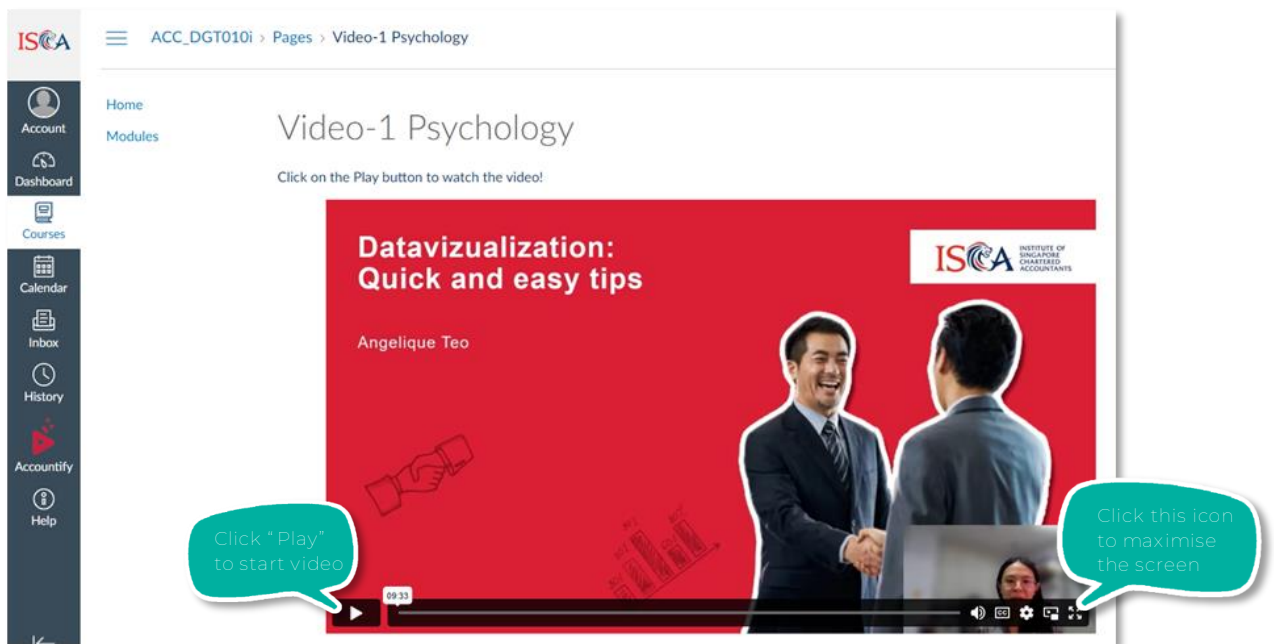 ISCA
ACC_DGT010i > Pages > Video-1 Psychology
Account
Dashboard
Courses
Calendar
Inbox
History
Accountify
Help
Home
Modules
Video-1 Psychology
Click on the Play button to watch the video!
Datavizualization:
Quick and easy tips
Angelique Teo
ISCA
INSTITUTE OF
SINGAPORE
CHARTERED
ACCOUNTANTS
Click "Play"
to start video
09:33
CC
Click this icon
to maximise
the screen